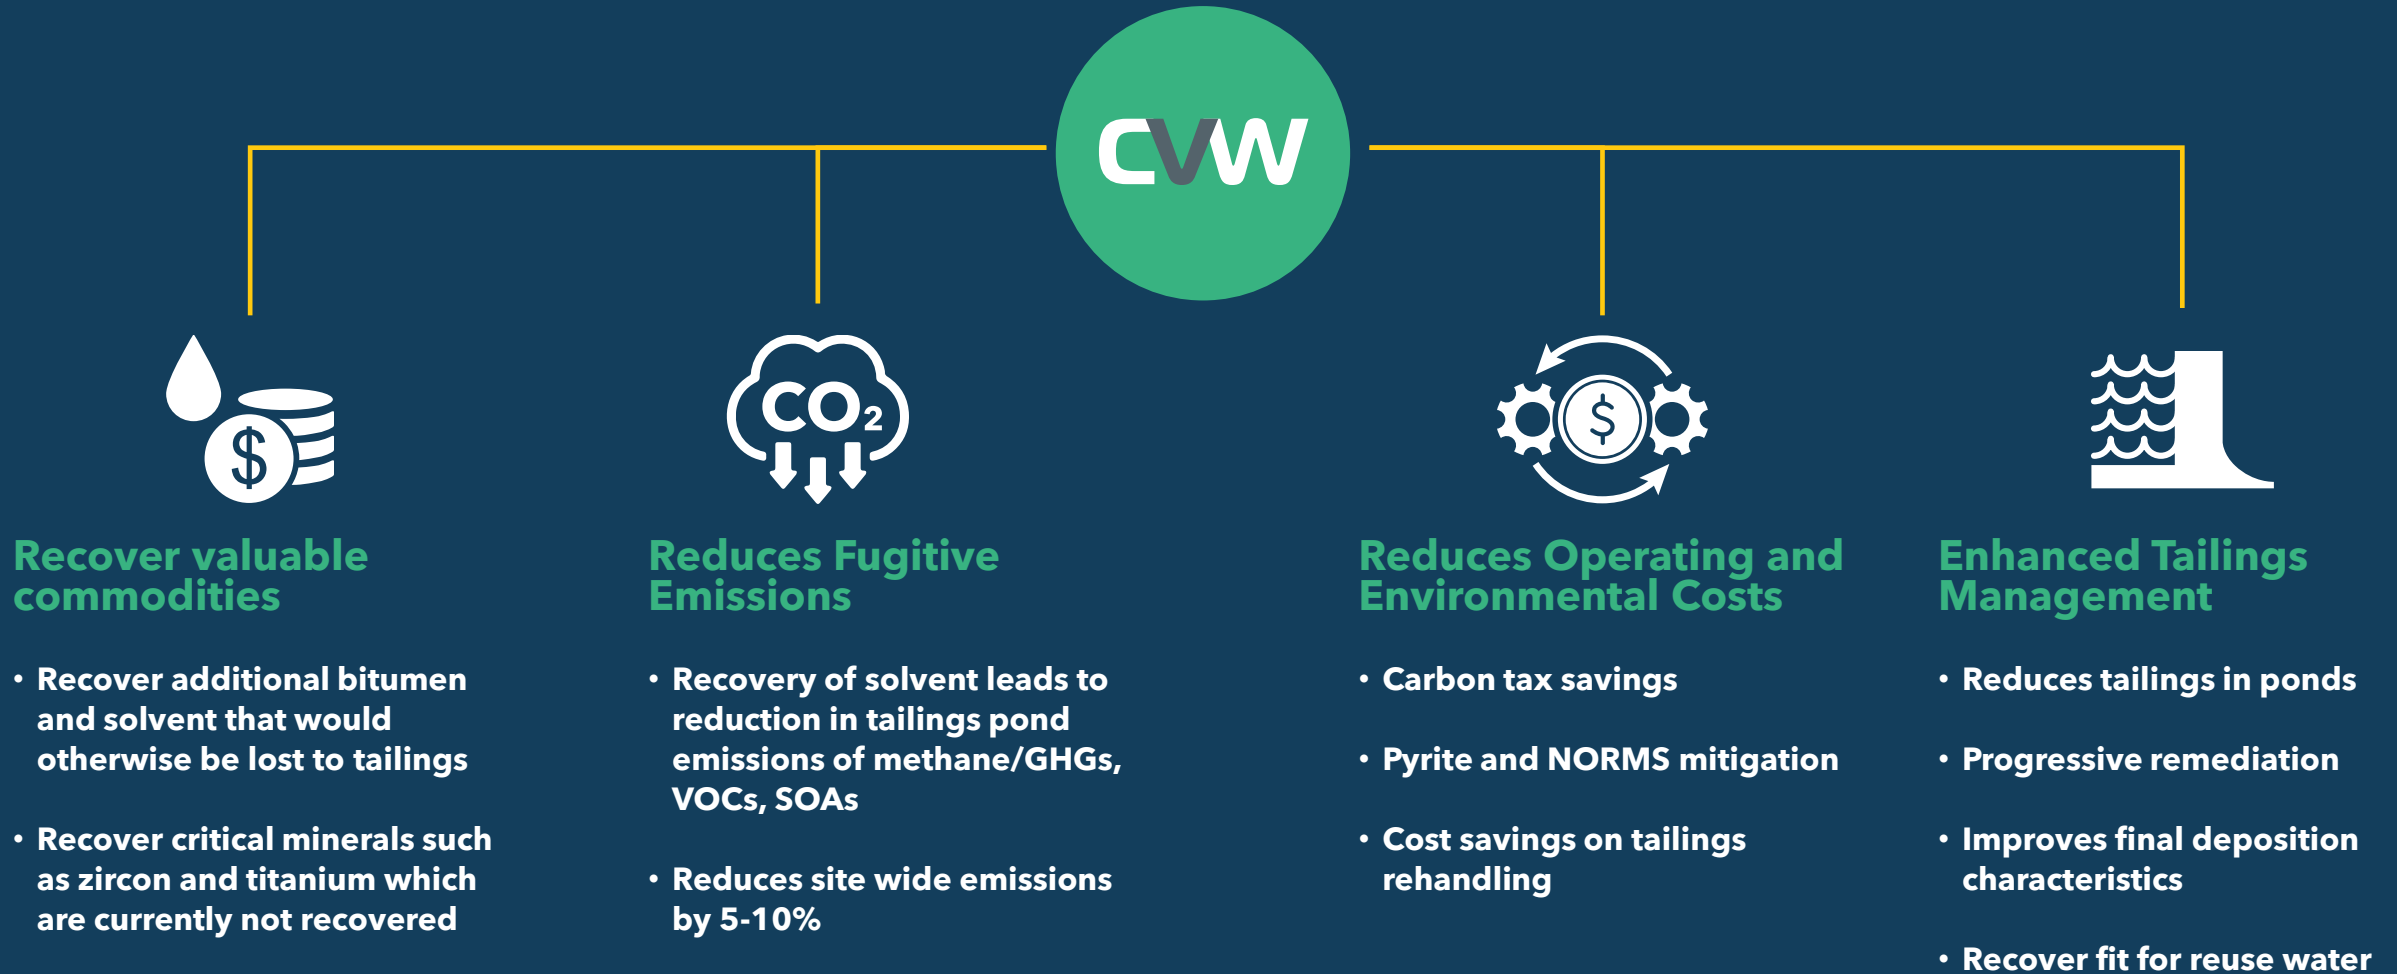 CVW
$
CO₂
$
Recover valuable
commodities
• Recover additional bitumen
and solvent that would
otherwise be lost to tailings
• Recover critical minerals such
as zircon and titanium which
are currently not recovered
Reduces Fugitive
Emissions
• Recovery of solvent leads to
reduction in tailings pond
emissions of methane/GHGs,
VOCs, SOAs
• Reduces site wide emissions
by 5-10%
Reduces Operating and
Environmental Costs
• Carbon tax savings
• Pyrite and NORMS mitigation
• Cost savings on tailings
rehandling
Enhanced Tailings
Management
• Reduces tailings in ponds
• Progressive remediation
• Improves final deposition
characteristics
• Recover fit for reuse water